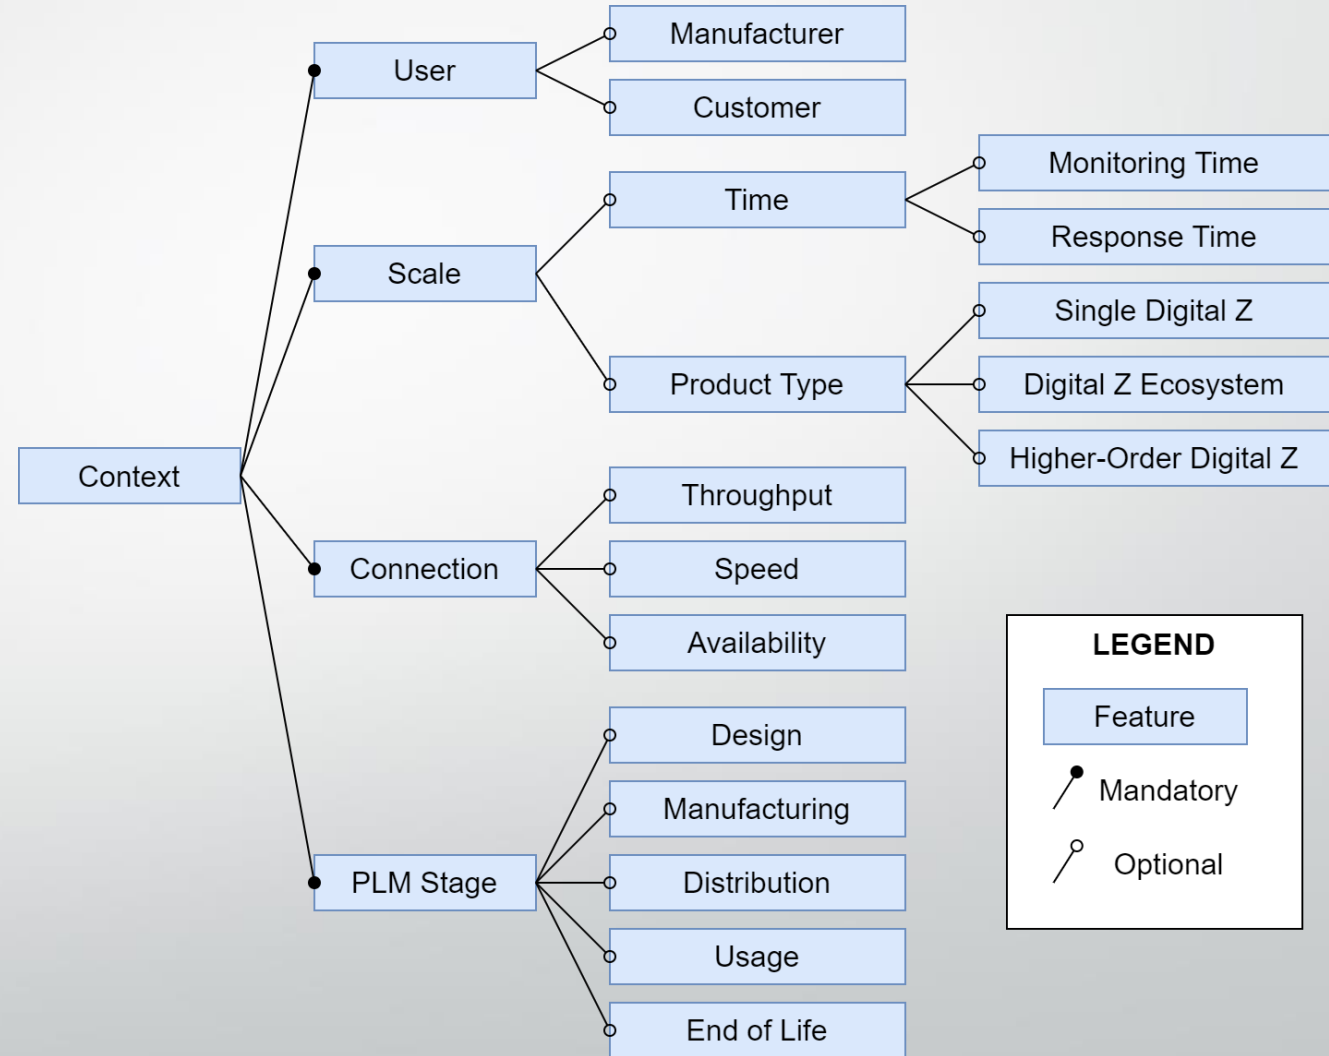 Manufacturer
User
Customer
Monitoring Time
Time
Response Time
Scale
Single Digital Z
Product Type
Digital Z Ecosystem
Higher-Order Digital Z
Context
Throughput
Connection
Speed
Availability
LEGEND
Feature
Mandatory
Optional
Design
Manufacturing
PLM Stage
Distribution
Usage
End of Life